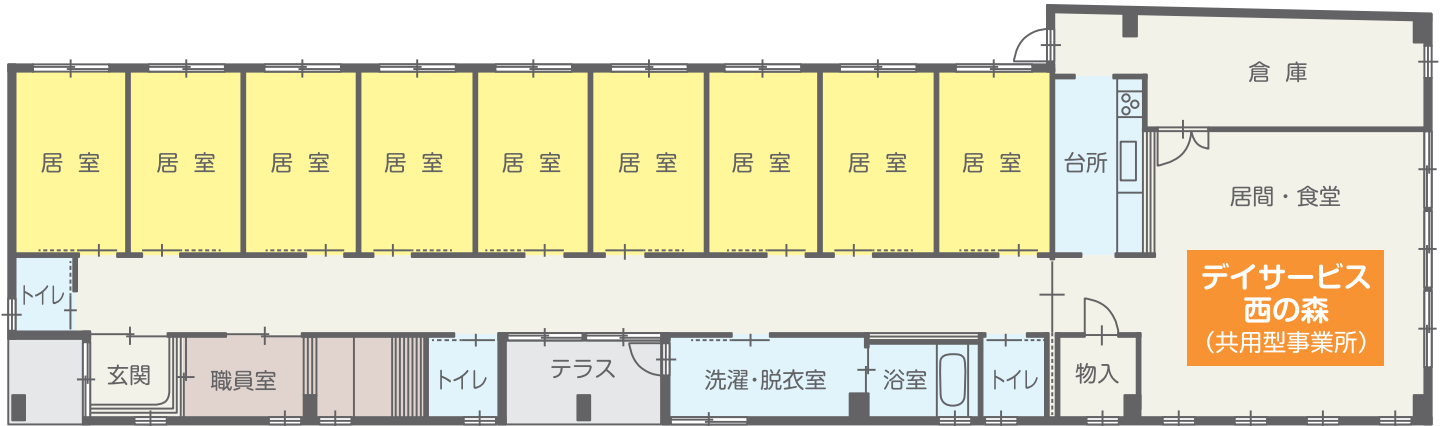 倉庫
居室
居室
居室
居室
居室
居室
居室
居室
居室
台所
居間・食堂
デイサービス
西の森
（共用型事業所）
トイレ
玄関
職員室
トイレ
テラス
洗濯・脱衣室
浴室
トイレ
物入